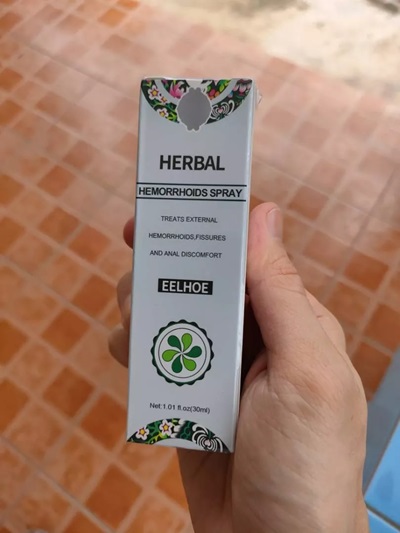 HERBAL
HEMORRHOIDS SPRAY
TREATS EXTERNAL
HEMORRHOIDS,FISSURES
AND ANAL DISCOMFORT
EELHOE
Net:1.01 fl oz(30ml)